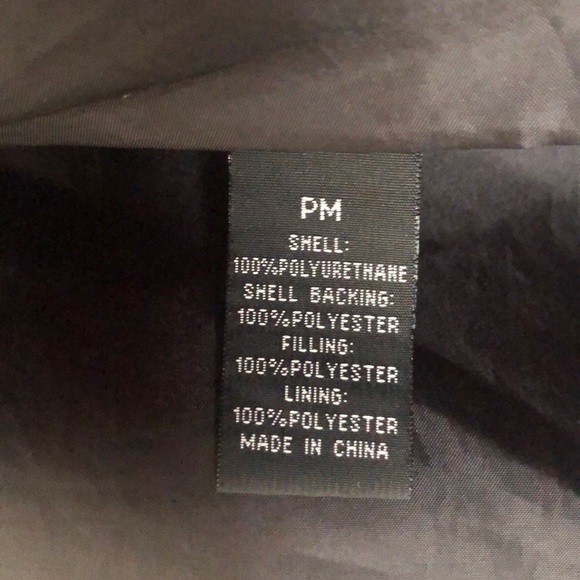 PM
SHELL:
100%POLYURETHANE
SHELL BACKING:
100%POLYESTER
FILLING:
100%POLYESTER
LINING:
100%POLYESTER
MADE IN CHINA